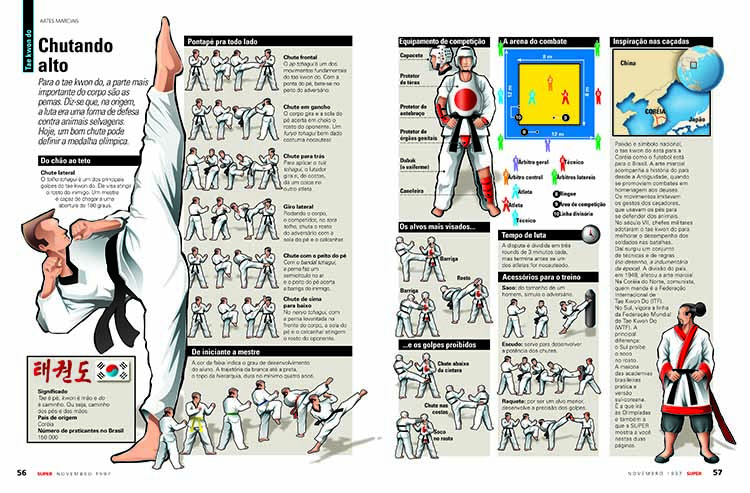 Tae kwon do
ARTES MARCIAIS
Chutando
alto
Para o tae kwon do, a parte mais
importante do corpo são as
pernas. Diz-se que, na origem,
a luta era uma forma de defesa
contra animais selvagens.
Hoje, um bom chute pode
definir a medalha olímpica.
Do chão ao teto
Chute lateral
é um dos principais
golpes do tae kwon do. Ele visa atingir
o rosto do inimigo. Um mestre
é capaz de chegar a uma
abertura de 180 graus.
태권도
Significado
Tae é pé, kwon é mão e do
é caminho. Ou seja, caminho
dos pés e das mãos
País de origem
Coréia
Número de praticantes no Brasil
150 000
Pontapé pra todo lado
Chute frontal
O ap tchagui é um dos
movimentos fundamentais
do tae kwon do. Com a
ponta do pé, bate-se no
peito do adversário
Chute em gancho
O corpo gira e a sola do
pé acerta em cheio o
rosto do oponente. Um
tchagui bem dado
costuma nocautear
Chute para trás
Para aplicar o tuit
tchagui, o lutador
gira e, de costas
dá um coice no
outro atleta
Giro lateral
Rodando o corpo,
o competidor, no
tchagui, chuta o rosto
do adversário com a
sola do pé e o calcanhar
Chute com o peito do pé
Com o bandal tchagui,
a perna faz um
semicírculo no ar e
o peito do pé acerta
a barriga do inimigo.
Chute de cima
para baixo
No neryo tchagui, com
a perna levantada na
frente do corpo, a sola do
pé e o calcanhar atingem
o rosto do oponente.
De iniciante a mestre
A cor da faixa indica o grau de desenvolvimento
do aluno. A trajetória da branca até a preta,
o topo da hierarquia, dura no mínimo quatro anos.
56 SUPER NOVEMBRO 1997
Equipamento de competição
Capacete
Protetor
de tórax
Protetor de
antebraço
Protetor de
órgãos genitais
Dobuk
(o uniforme)
Caneleira
A arena do combate
8 m
8 m
12 m
12 m
10
9
8
Árbitro geral
Técnico
Árbitro central
Árbitros laterais
Atleta
Atleta
Técnico
8 Ringue
9 Área de competição
10 Linha divisória
Os alvos mais visados...
Barriga
Rosto
Barriga
...e os golpes proibidos
Chute abaixo
da cintura
Chute nas
costas
Soco
no rosto
Tempo de luta
A disputa é dividida em três
rounds de 3 minutos cada,
mas termina antes se um
dos atletas for nocauteado.
Acessórios para o treino
Saco: do tamanho de um
homem, simula o adversário.
Escudo: serve para desenvolver
a potência dos chutes.
Raquete: por ser um alvo menor,
desenvolve a precisão dos golpes.
Inspiração nas caçadas
China
CORÉIA
Japão
Paixão e símbolo nacional,
o tae kwon do está para a
Coréia como o futebol está
para o Brasil. A arte marcial
acompanha a história do país
desde a Antiguidade, quando
se promoviam combates em
homenagem aos deuses.
Os movimentos imitavam
os gestos dos caçadores,
que usavam os pés para
se defender dos animais.
No século VII, chefes militares
adotaram o tae kwon do para
melhorar o desempenho dos
soldados nas batalhas.
Daí surgiu um conjunto
de técnicas e de regras
(no desenho, a indumentária
da época). A divisão do país,
em 1948, afetou a arte marcial.
Na Coréia do Norte, comunista,
quem manda é a Federação
Internacional de
Tae Kwon Do (ITF).
No Sul, vigora a linha
da Federação Mundial
de Tae Kwon Do
(WTF). A
principal
diferença:
o Sul proíbe
o soco
no rosto.
A maioria
das academias
brasileiras
pratica a
versão
sul-coreana.
É a que irá
às Olimpíadas
e também a
que a SUPER
mostra a você
nestas duas
páginas.
NOVEMBRO 1997 SUPER 57